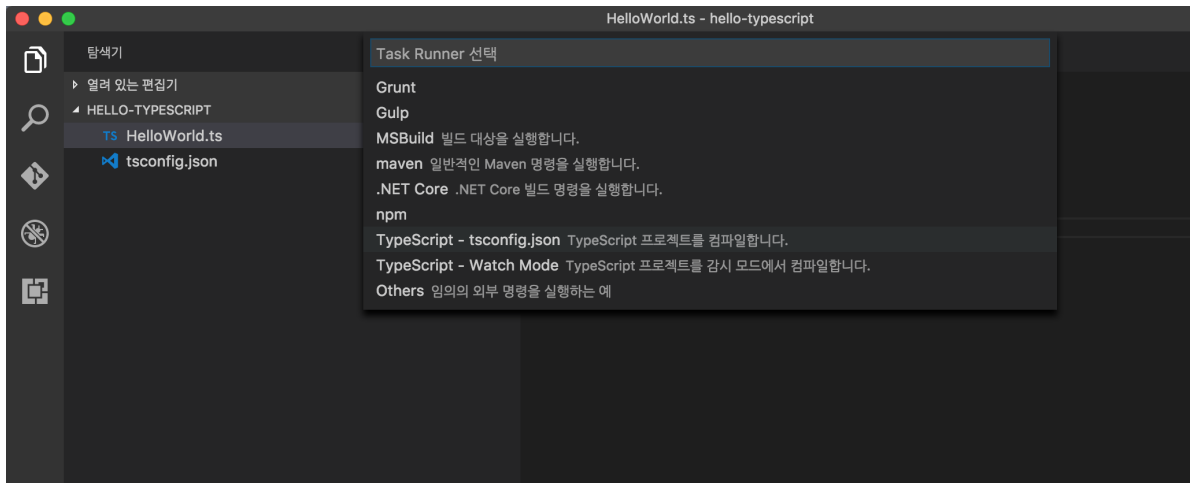 HelloWorld.ts - hello-typescript
탐색기
열려 있는 편집기
HELLO-TYPESCRIPT
TS HelloWorld.ts
tsconfig.json
Task Runner 선택
Grunt
Gulp
MSBuild 빌드 대상을 실행합니다.
maven 일반적인 Maven 명령을 실행합니다.
.NET Core .NET Core 빌드 명령을 실행합니다.
npm
TypeScript - tsconfig.json TypeScript 프로젝트를 컴파일합니다.
TypeScript - Watch Mode TypeScript 프로젝트를 감시 모드에서 컴파일합니다.
Others 임의의 외부 명령을 실행하는 예